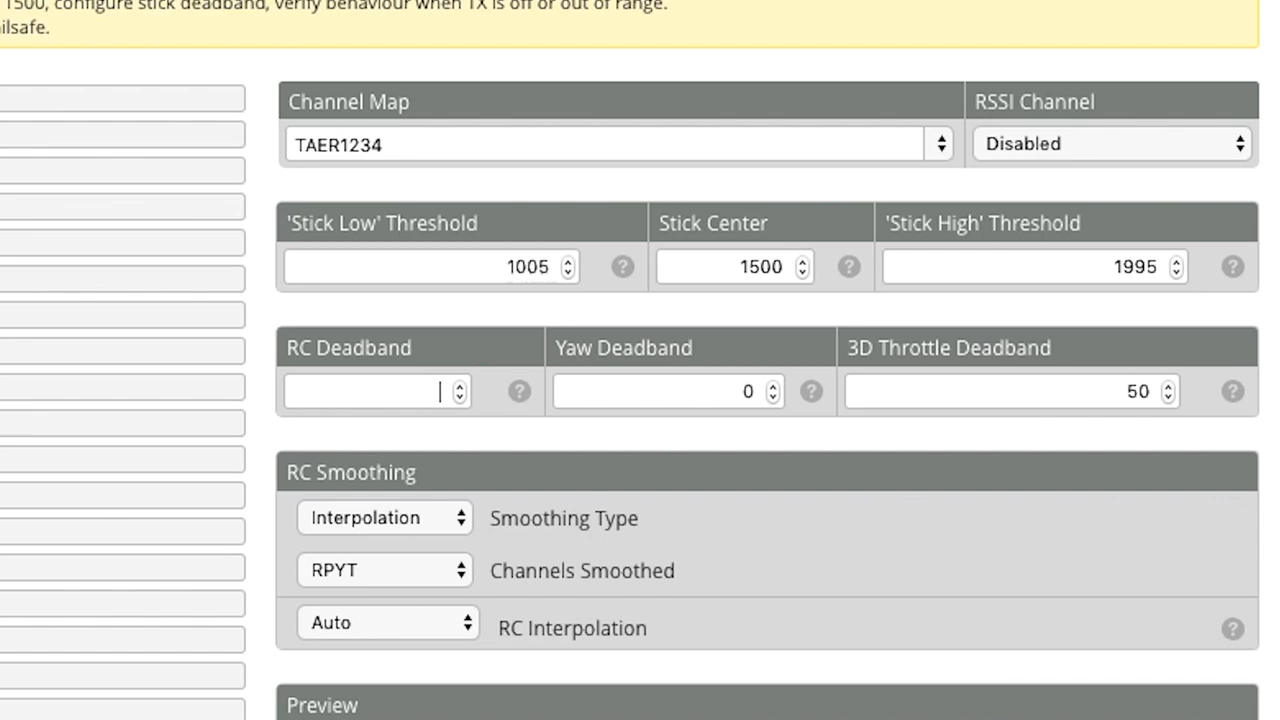 1500, configure stick deadband, verify behaviour when TX is off or out of range.
ilsafe.
Channel Map
RSSI Channel
TAER1234
Disabled
'Stick Low' Threshold
Stick Center
'Stick High' Threshold
1005
?
1500
?
1995
?
RC Deadband
Yaw Deadband
3D Throttle Deadband
?
0
?
50
?
RC Smoothing
Interpolation
Smoothing Type
RPYT
Channels Smoothed
Auto
RC Interpolation
?
Preview